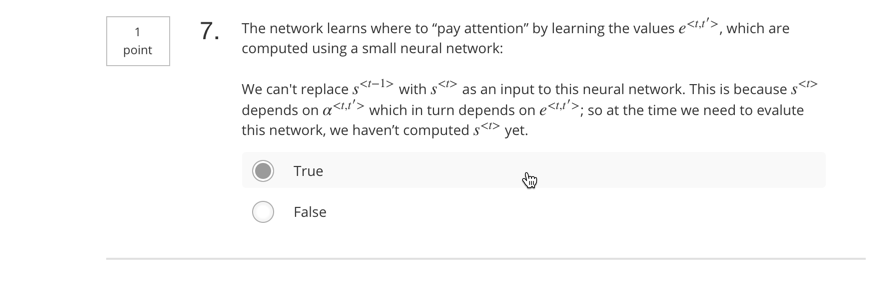 1
point
7.
The network learns where to “pay attention” by learning the values e<t,t′>, which are
computed using a small neural network:
We can't replace s<t−1> with s<t> as an input to this neural network. This is because s<t>
depends on α<t,t′> which in turn depends on e<t,t′>; so at the time we need to evalute
this network, we haven’t computed s<t> yet.
True
False